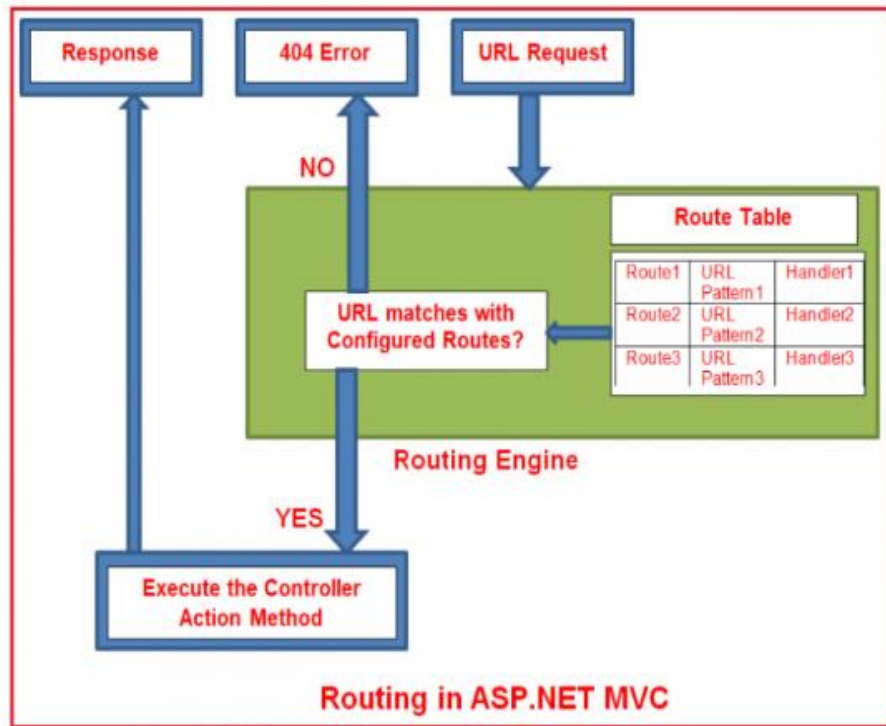 Response
404 Error
URL Request
NO
Route Table
Route1 URL Pattern1 Handler1
Route2 URL Pattern2 Handler2
Route3 URL Pattern3 Handler3
URL matches with
Configured Routes?
Routing Engine
YES
Execute the Controller
Action Method
Routing in ASP.NET MVC